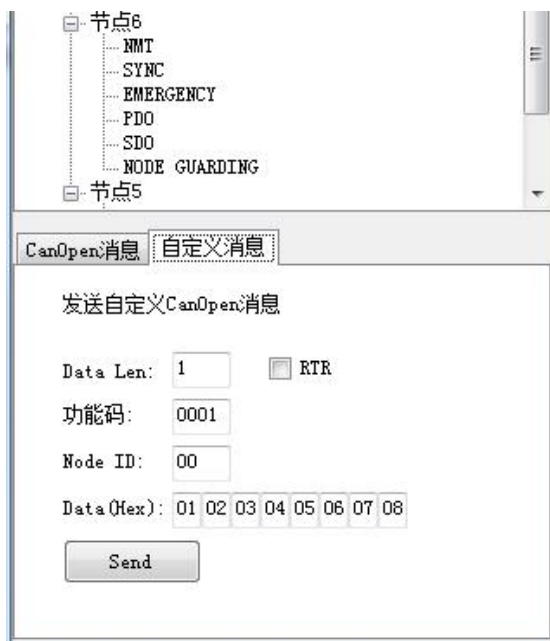 节点6
NMT
SYNC
EMERGENCY
PDO
SDO
NODE GUARDING
节点5
CanOpen消息 自定义消息
发送自定义CanOpen消息
Data Len: 1 RTR
功能码: 0001
Node ID: 00
Data(Hex): 01 02 03 04 05 06 07 08
Send